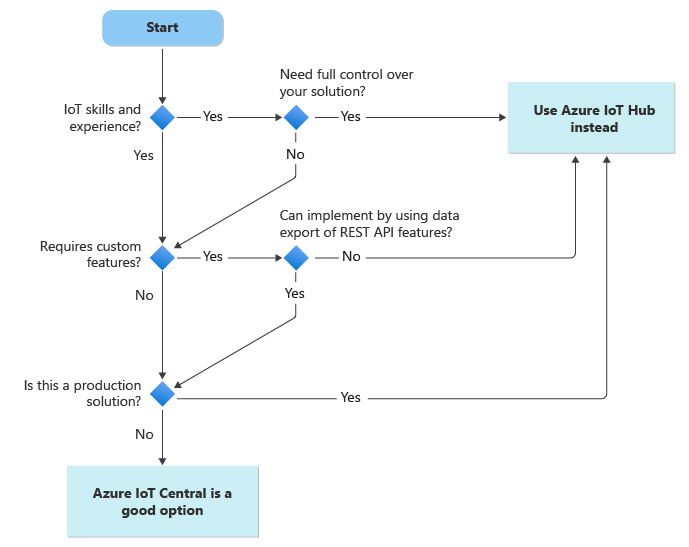 Start
Need full control over
your solution?
IoT skills and
experience?
Yes
Yes
Use Azure IoT Hub
instead
Yes
No
Can implement by using data
export of REST API features?
Requires custom
features?
Yes
No
No
Yes
Is this a production
solution?
Yes
No
Azure IoT Central is a
good option